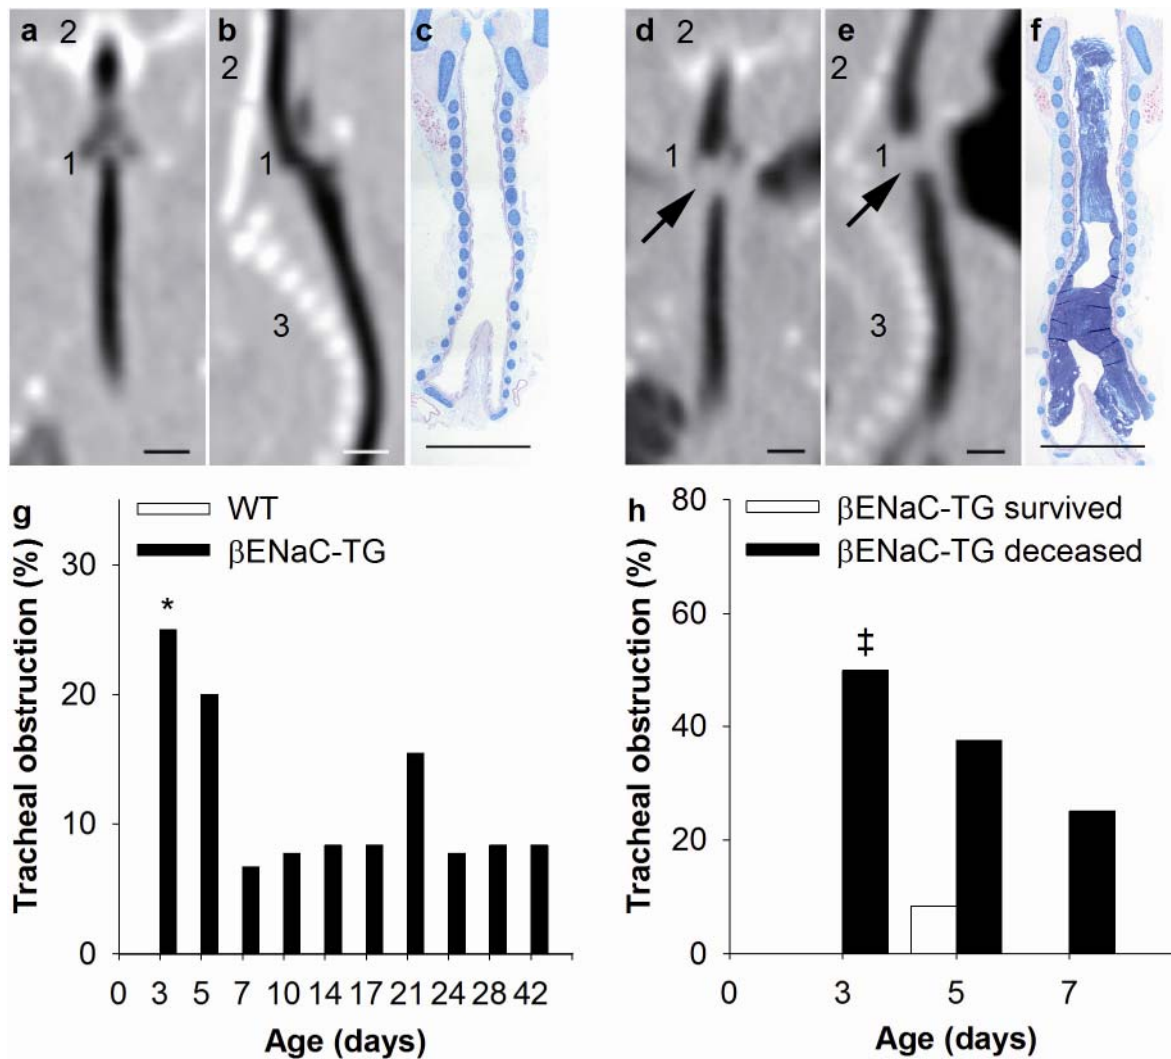 a 2 b c d 2 e f
2 2
1 1 1 1
3 3
g WT
βENaC-TG
h βENaC-TG survived
βENaC-TG deceased
Tracheal obstruction (%)
30
20
10
0
*
0 3 5 7 10 14 17 21 24 28 42
Age (days)
Tracheal obstruction (%)
80
60
40
20
0
‡
0 3 5 7
Age (days)